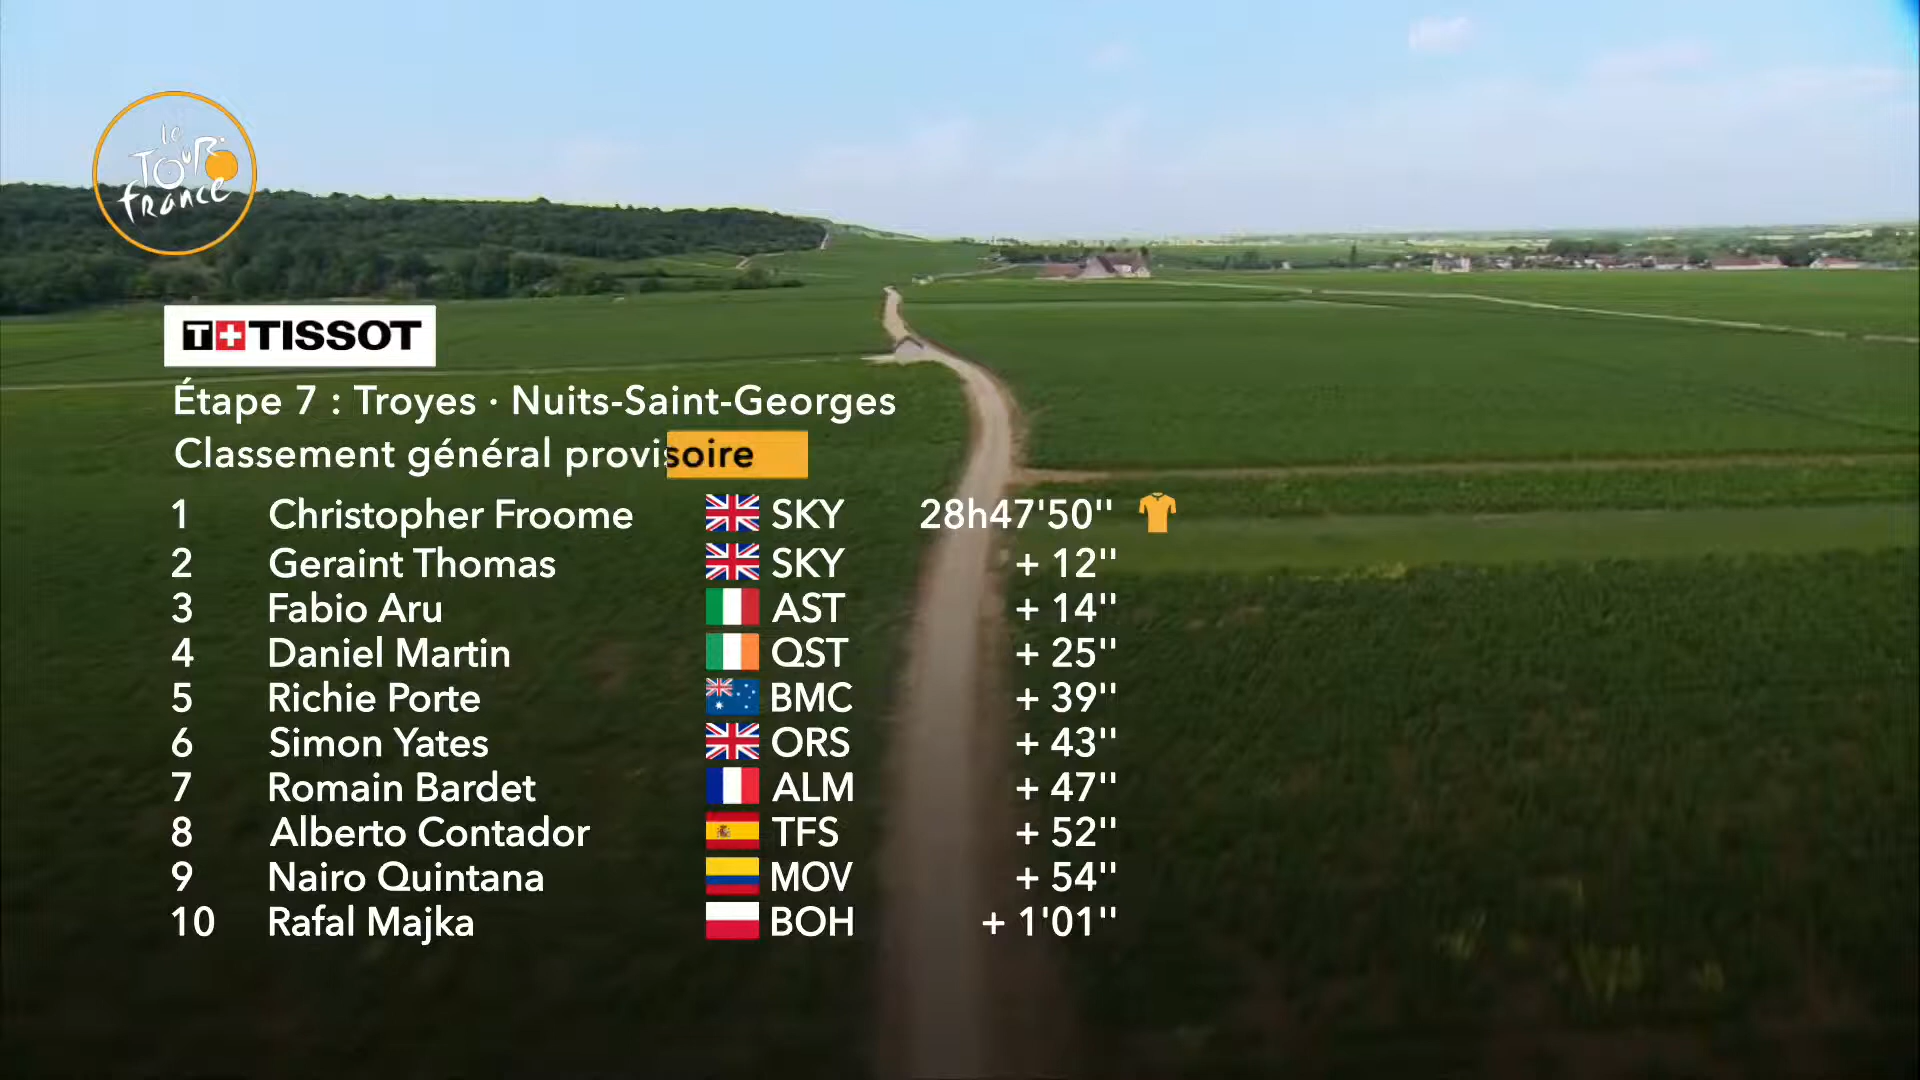 le
TOUR
france
T+TISSOT
Étape 7 : Troyes · Nuits-Saint-Georges
Classement général provisoire
1 Christopher Froome SKY 28h47'50''
2 Geraint Thomas SKY + 12''
3 Fabio Aru AST + 14''
4 Daniel Martin QST + 25''
5 Richie Porte BMC + 39''
6 Simon Yates ORS + 43''
7 Romain Bardet ALM + 47''
8 Alberto Contador TFS + 52''
9 Nairo Quintana MOV + 54''
10 Rafal Majka BOH + 1'01''